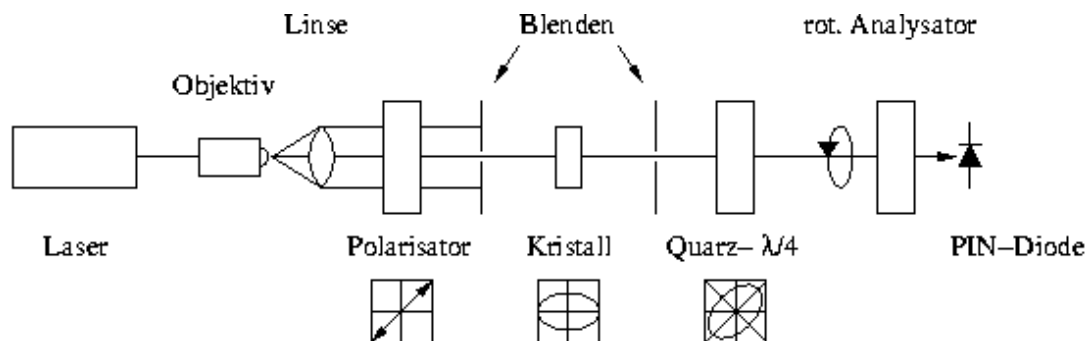 Linse Blenden rot. Analysator
Objektiv
Laser Polarisator Kristall Quarz– λ/4 PIN–Diode